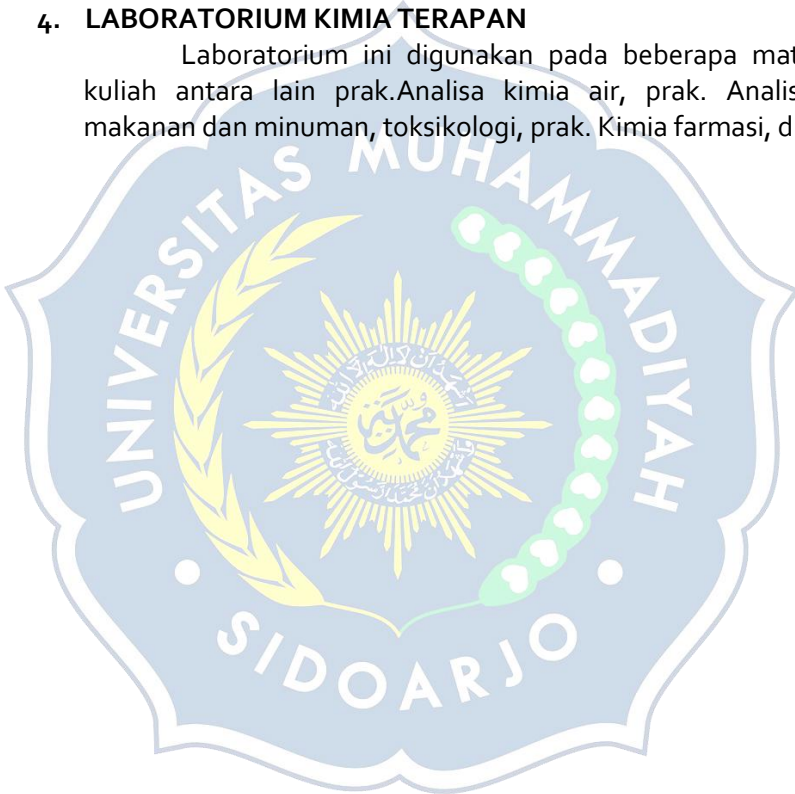 4. LABORATORIUM KIMIA TERAPAN
Laboratorium ini digunakan pada beberapa mat
kuliah antara lain prak.Analisa kimia air, prak. Analis
makanan dan minuman, toksikologi, prak. Kimia farmasi, d
UNIVERSITAS MUHAMMADIYAH
SIDOARJO
محمد